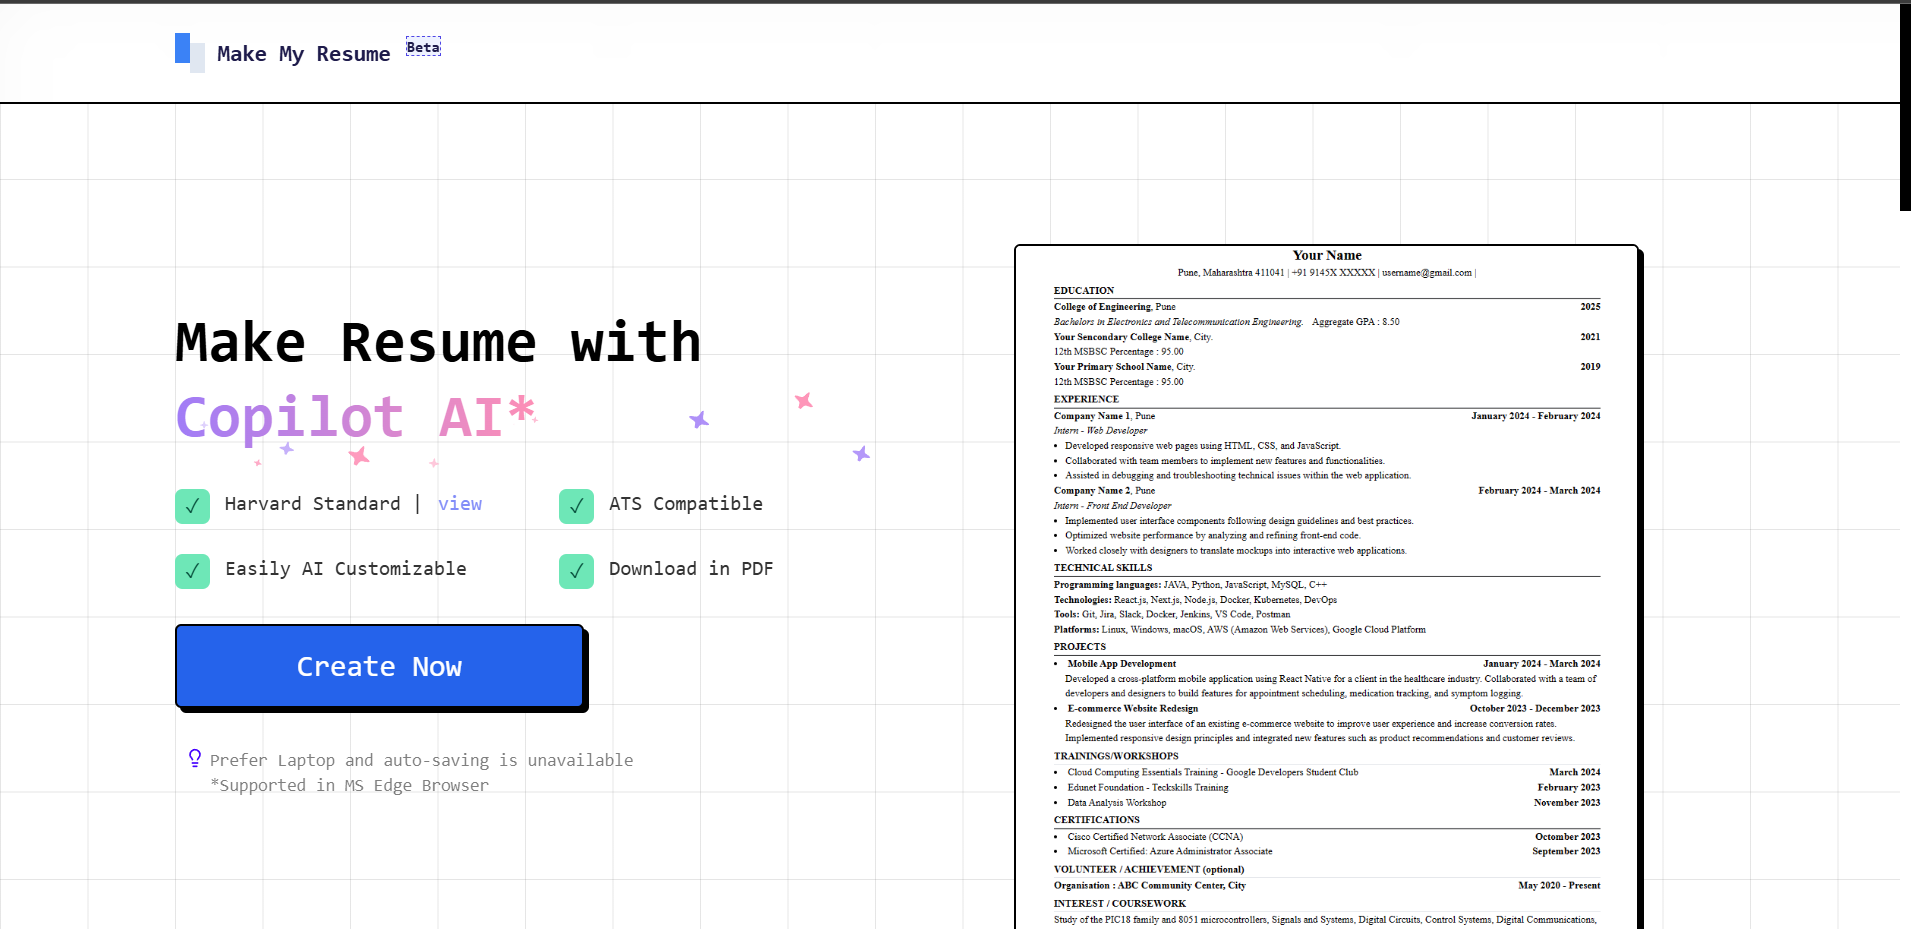 Make My Resume Beta
Make Resume with
Copilot AI*
✓ Harvard Standard | view
✓ ATS Compatible
✓ Easily AI Customizable
✓ Download in PDF
Create Now
Prefer Laptop and auto-saving is unavailable
*Supported in MS Edge Browser
Your Name
Pune, Maharashtra 411041 | +91 9145X XXXXX | username@gmail.com |
EDUCATION
College of Engineering, Pune 2025
Bachelors in Electronics and Telecommunication Engineering. Aggregate GPA : 8.50
Your Sencondary College Name, City. 2021
12th MSBSC Percentage : 95.00
Your Primary School Name, City. 2019
12th MSBSC Percentage : 95.00
EXPERIENCE
Company Name 1, Pune January 2024 - February 2024
Intern - Web Developer
• Developed responsive web pages using HTML, CSS, and JavaScript.
• Collaborated with team members to implement new features and functionalities.
• Assisted in debugging and troubleshooting technical issues within the web application.
Company Name 2, Pune February 2024 - March 2024
Intern - Front End Developer
• Implemented user interface components following design guidelines and best practices.
• Optimized website performance by analyzing and refining front-end code.
• Worked closely with designers to translate mockups into interactive web applications.
TECHNICAL SKILLS
Programming languages: JAVA, Python, JavaScript, MySQL, C++
Technologies: React.js, Next.js, Node.js, Docker, Kubernetes, DevOps
Tools: Git, Jira, Slack, Docker, Jenkins, VS Code, Postman
Platforms: Linux, Windows, macOS, AWS (Amazon Web Services), Google Cloud Platform
PROJECTS
• Mobile App Development January 2024 - March 2024
Developed a cross-platform mobile application using React Native for a client in the healthcare industry. Collaborated with a team of
developers and designers to build features for appointment scheduling, medication tracking, and symptom logging.
• E-commerce Website Redesign October 2023 - December 2023
Redesigned the user interface of an existing e-commerce website to improve user experience and increase conversion rates.
Implemented responsive design principles and integrated new features such as product recommendations and customer reviews.
TRAININGS/WORKSHOPS
• Cloud Computing Essentials Training - Google Developers Student Club March 2024
• Edunet Foundation - Teckskills Training February 2023
• Data Analysis Workshop November 2023
CERTIFICATIONS
• Cisco Certified Network Associate (CCNA) Octomber 2023
• Microsoft Certified: Azure Administrator Associate September 2023
VOLUNTEER / ACHIEVEMENT (optional)
Organisation : ABC Community Center, City May 2020 - Present
INTEREST / COURSEWORK
Study of the PIC18 family and 8051 microcontrollers, Signals and Systems, Digital Circuits, Control Systems, Digital Communications,